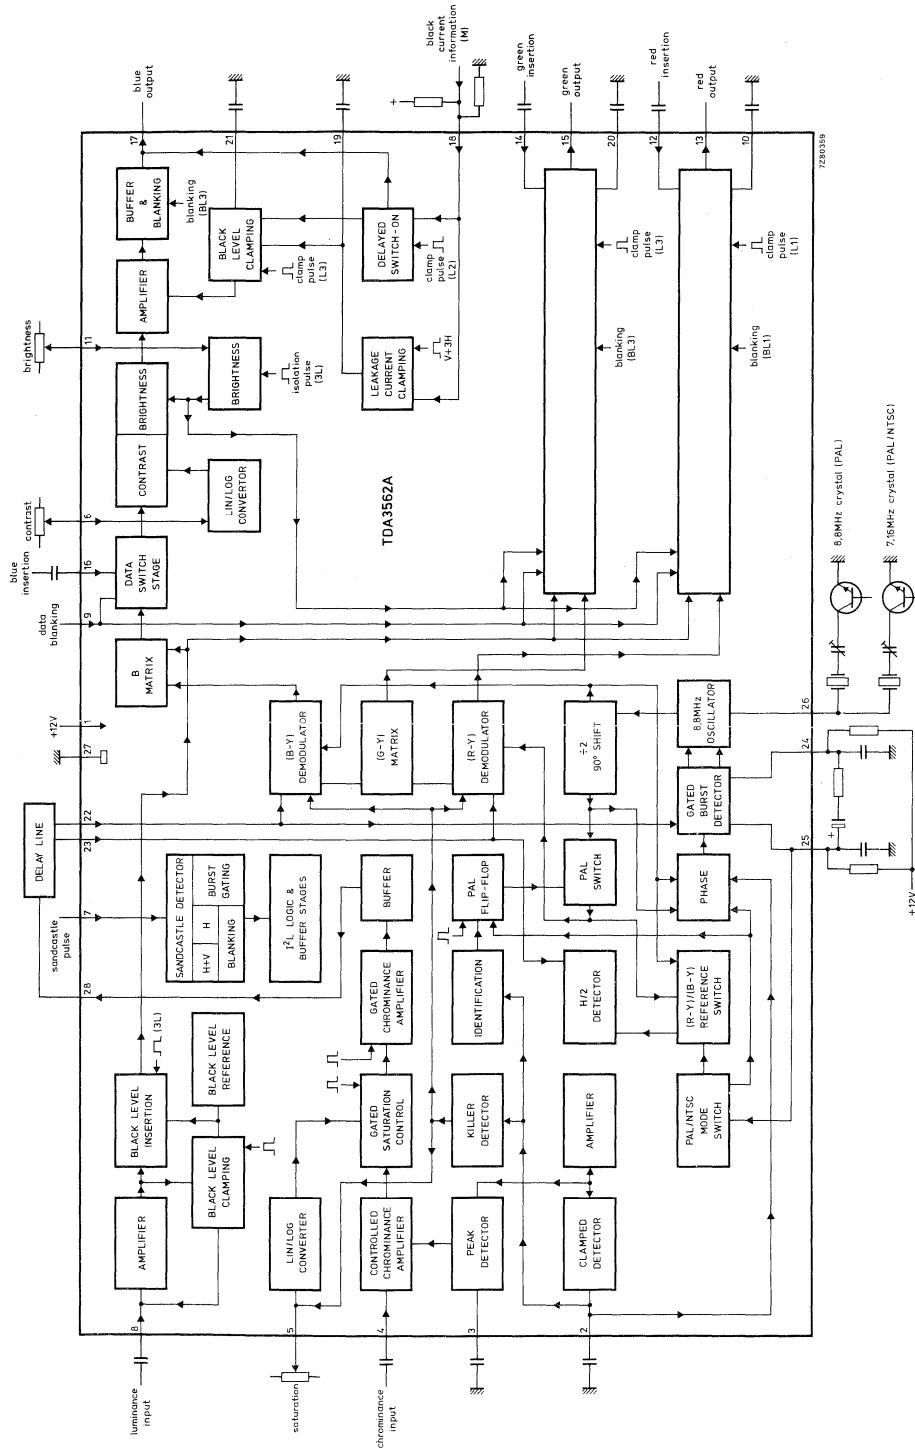 luminance
input
8
AMPLIFIER
BLACK LEVEL
CLAMPING
BLACK LEVEL
INSERTION
(3L)
BLACK LEVEL
REFERENCE
28
sandcastle
pulse
7
SANDCASTLE DETECTOR
H+V
H
BURST
GATING
BLANKING
I²L LOGIC &
BUFFER STAGES
DELAY LINE
23
22
27
+12V
1
B
MATRIX
data
blanking
9
blue
insertion
16
DATA
SWITCH
STAGE
contrast
6
CONTRAST
BRIGHTNESS
LIN/LOG
CONVERTOR
brightness
11
BRIGHTNESS
isolation
pulse
(3L)
AMPLIFIER
BUFFER
&
BLANKING
blanking
(BL3)
blue
output
17
BLACK
LEVEL
CLAMPING
clamp
pulse
(L3)
21
19
DELAYED
SWITCH-ON
clamp
pulse
(L2)
LEAKAGE
CURRENT
CLAMPING
V+3H
black
current
information
(M)
+
18
TDA3562A
saturation
5
LIN/LOG
CONVERTER
chrominance
input
4
CONTROLLED
CHROMINANCE
AMPLIFIER
GATED
SATURATION
CONTROL
GATED
CHROMINANCE
AMPLIFIER
BUFFER
(B-Y)
DEMODULATOR
(G-Y)
MATRIX
(R-Y)
DEMODULATOR
3
PEAK
DETECTOR
KILLER
DETECTOR
IDENTIFICATION
PAL
FLIP-FLOP
2
CLAMPED
DETECTOR
AMPLIFIER
H/2
DETECTOR
PAL
SWITCH
÷2
90° SHIFT
PAL/NTSC
MODE
SWITCH
(R-Y)/(B-Y)
REFERENCE
SWITCH
PHASE
GATED
BURST
DETECTOR
8,8MHz
OSCILLATOR
green
insertion
14
green
output
15
20
clamp
pulse
(L3)
blanking
(BL3)
red
insertion
12
red
output
13
10
clamp
pulse
(L1)
blanking
(BL1)
7Z80359
25
24
26
+
+12V
8,8MHz crystal (PAL)
7,16MHz crystal (PAL/NTSC)